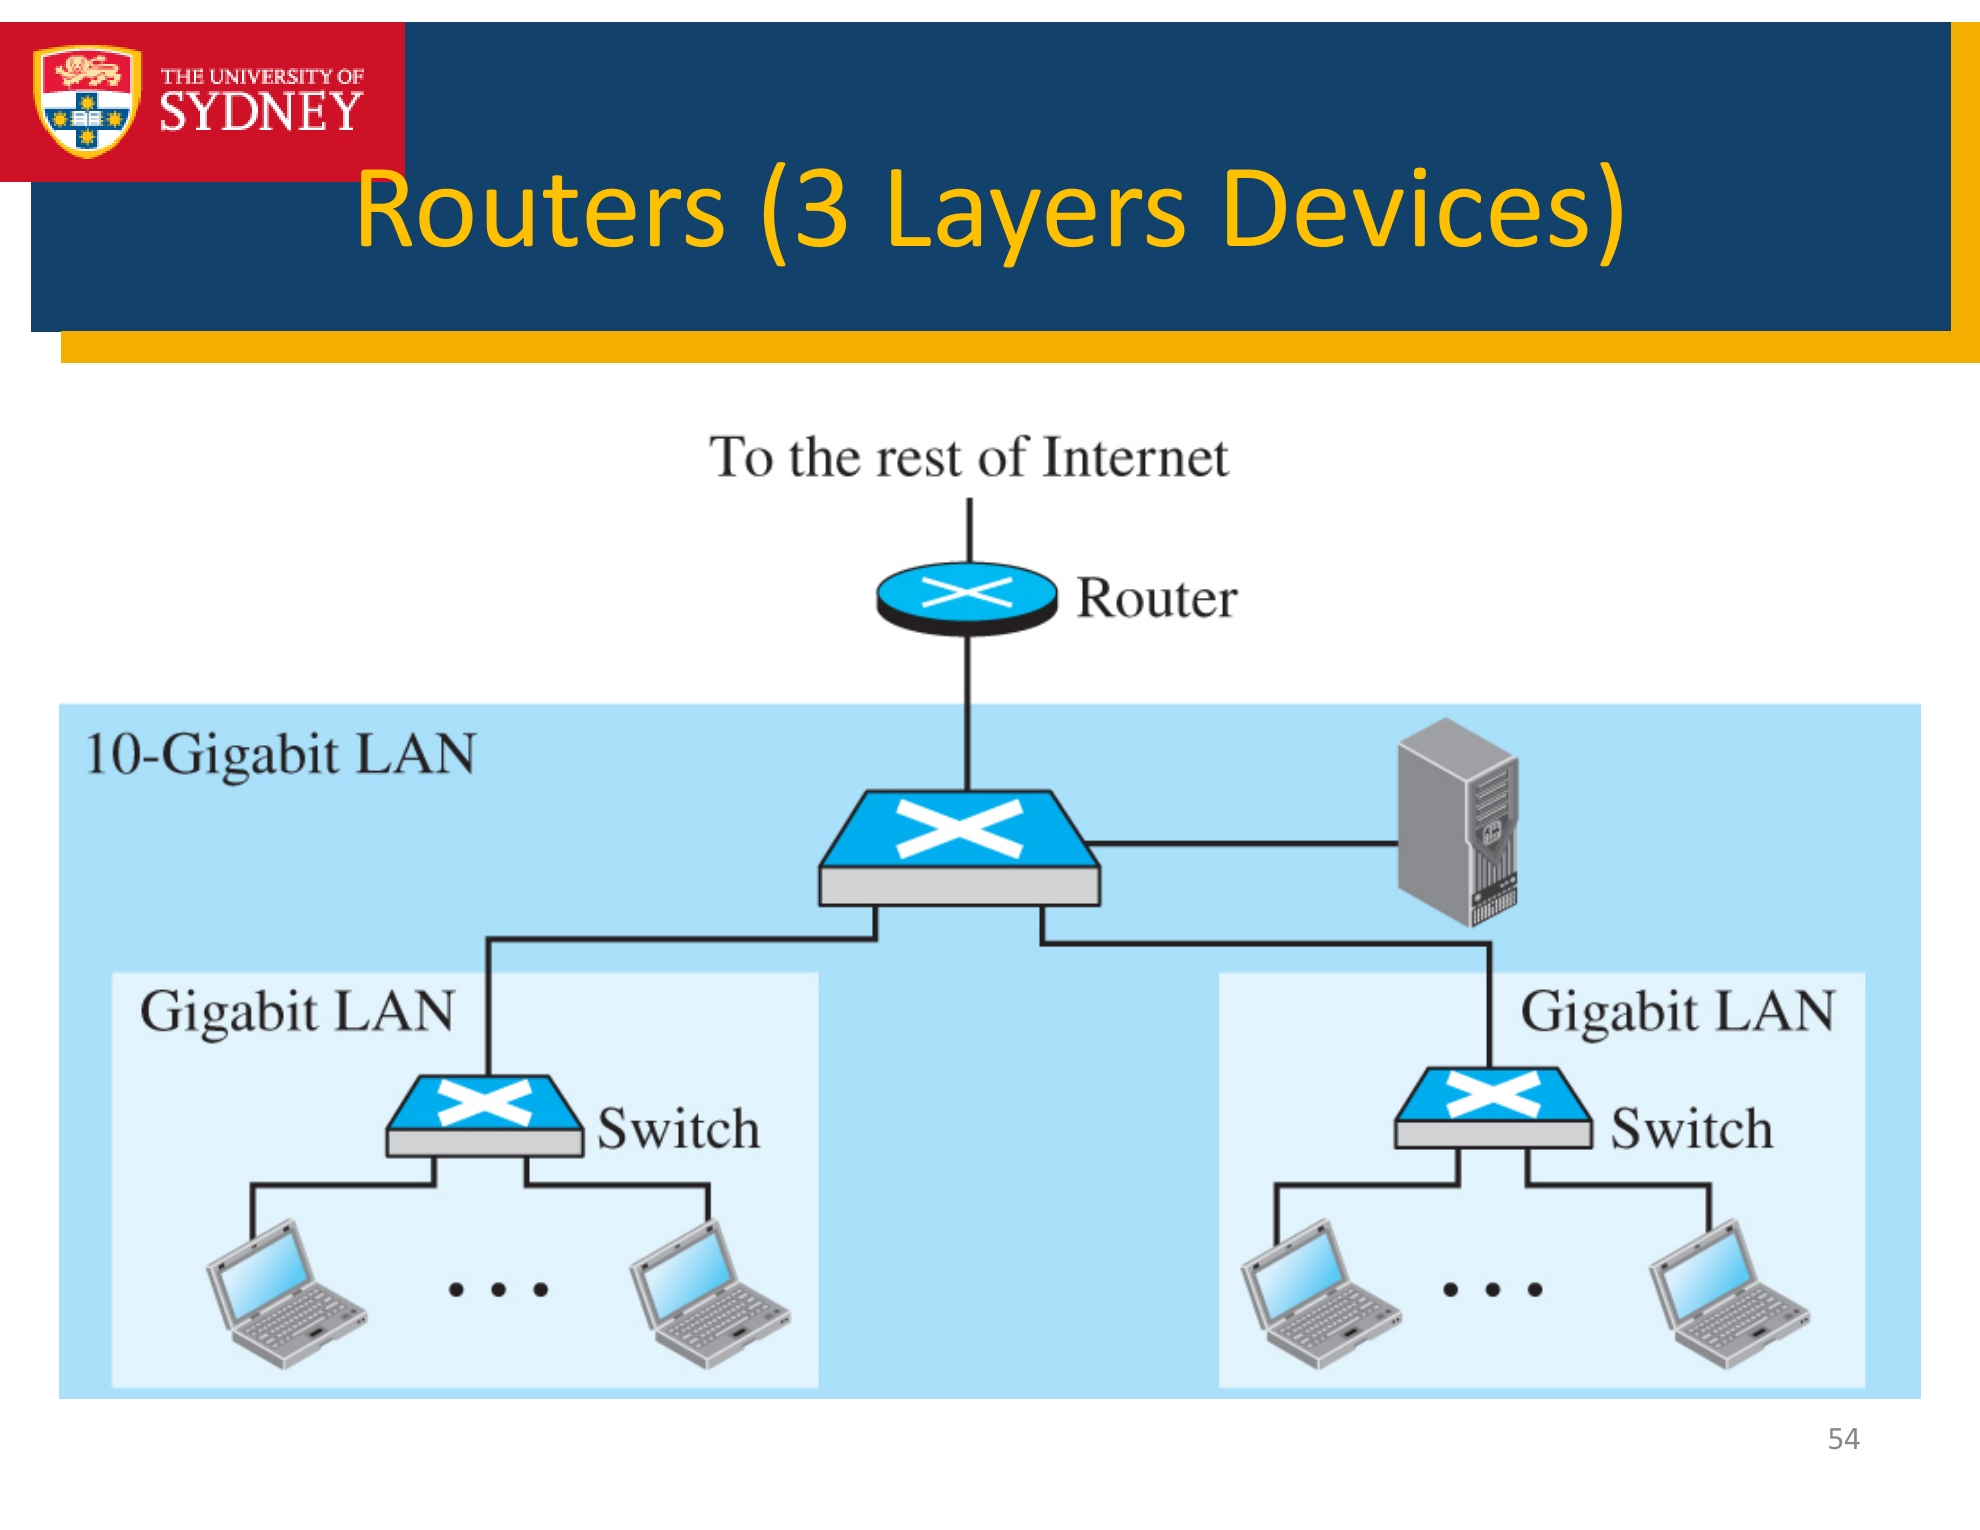 THE UNIVERSITY OF
SYDNEY
Routers (3 Layers Devices)
To the rest of Internet
Router
10-Gigabit LAN
Gigabit LAN
Gigabit LAN
Switch
Switch
54